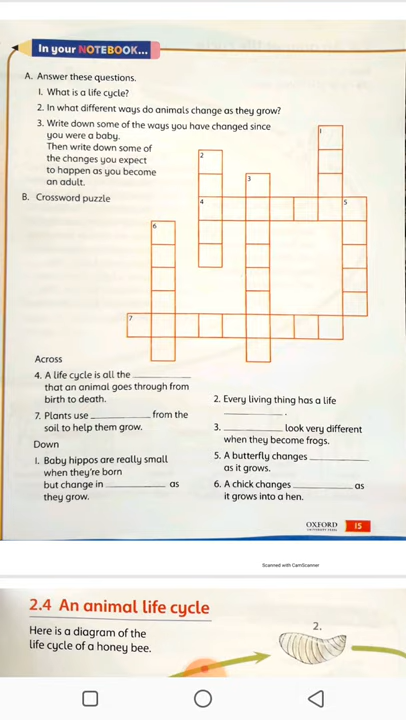 In your NOTEBOOK...
A. Answer these questions.
1. What is a life cycle?
2. In what different ways do animals change as they grow?
3. Write down some of the ways you have changed since
you were a baby.
Then write down some of
the changes you expect
to happen as you become
an adult.
B. Crossword puzzle
1
2
3
4
5
6
7
Across
4. A life cycle is all the ________
that an animal goes through from
birth to death.
7. Plants use ________ from the
soil to help them grow.
Down
1. Baby hippos are really small
when they're born
but change in ________ as
they grow.
2. Every living thing has a life
________.
3. ________ look very different
when they become frogs.
5. A butterfly changes ________
as it grows.
6. A chick changes ________ as
it grows into a hen.
OXFORD
UNIVERSITY PRESS
15
Scanned with CamScanner
2.4 An animal life cycle
Here is a diagram of the
life cycle of a honey bee.
2.